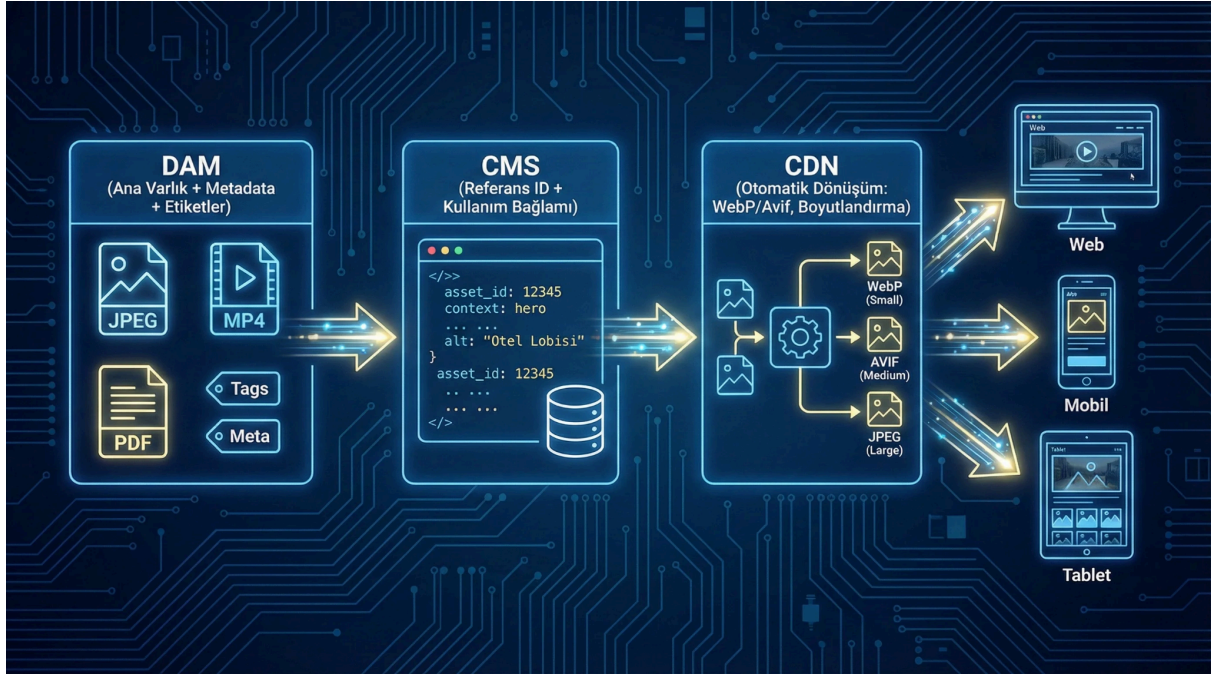 DAM
(Ana Varlık + Metadata
+ Etiketler)
JPEG
MP4
PDF
Tags
Meta
CMS
(Referans ID +
Kullanım Bağlamı)
</>>
asset_id: 12345
context: hero
... ...
alt: "Otel Lobisi"
}
asset_id: 12345
.. ...
... ...
</>
CDN
(Otomatik Dönüşüm:
WebP/Avif, Boyutlandırma)
WebP
(Small)
AVIF
(Medium)
JPEG
(Large)
Web
Web
Mobil
Tablet
Tablet